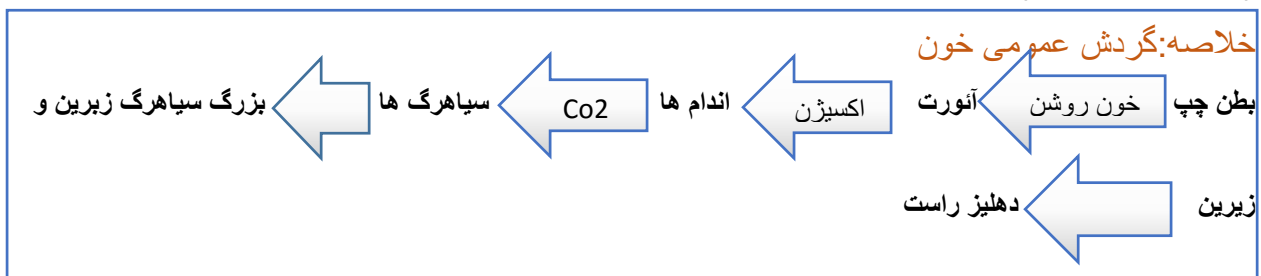 خلاصه:گردش عمومی خون
بطن چپ خون روشن آئورت اکسیژن اندام ها Co2 سیاهرگ ها بزرگ سیاهرگ زبرین و
زیرین دهلیز راست